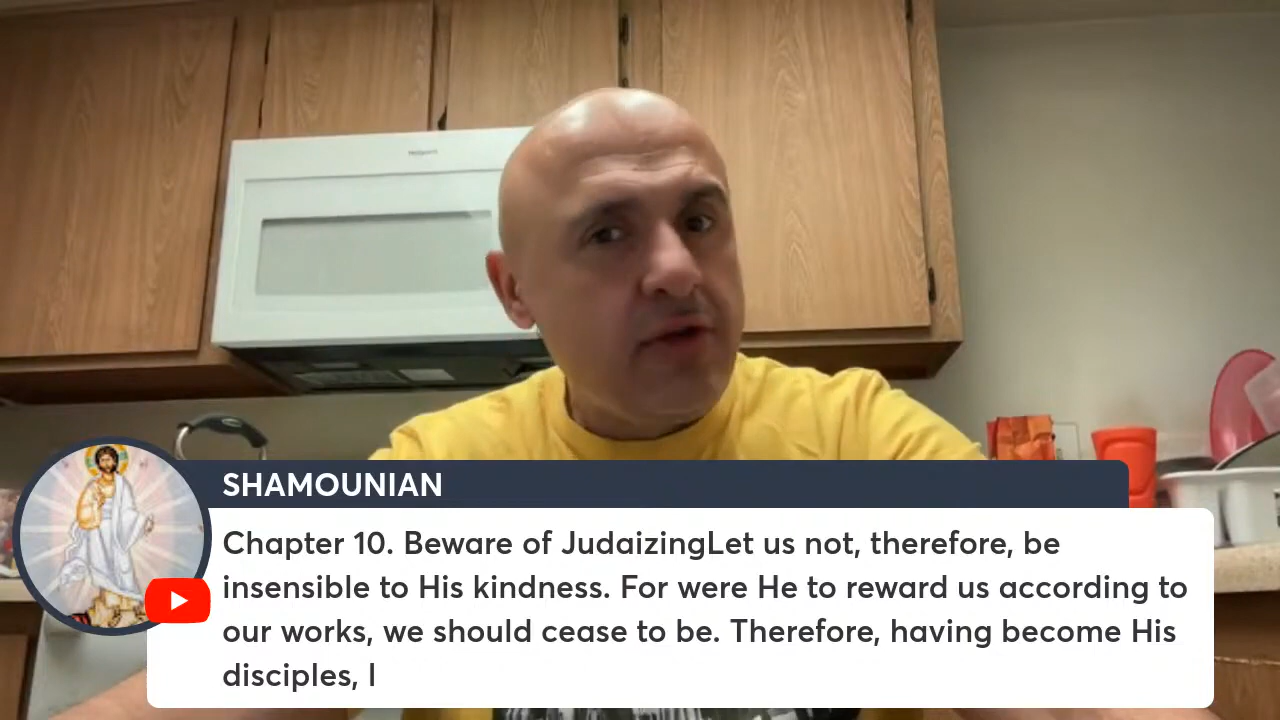 SHAMOUNIAN
Chapter 10. Beware of JudaizingLet us not, therefore, be
insensible to His kindness. For were He to reward us according to
our works, we should cease to be. Therefore, having become His
disciples, l